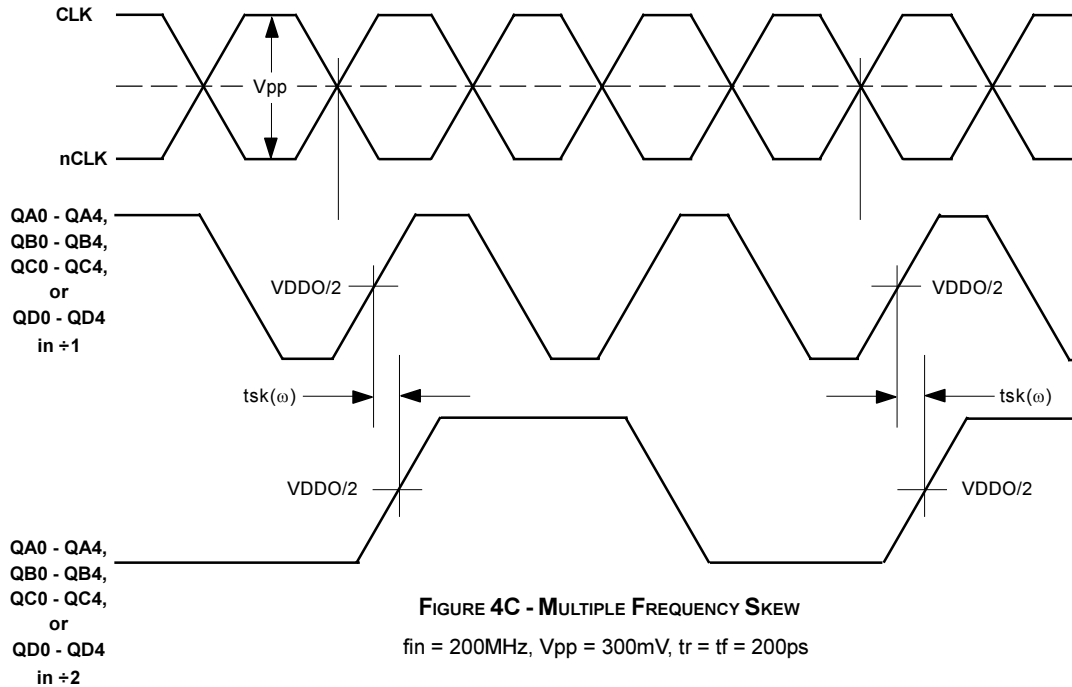 CLK
Vpp
nCLK
QA0 - QA4,
QB0 - QB4,
QC0 - QC4,
or
QD0 - QD4
in ÷1
VDDO/2
VDDO/2
tsk(ω)
tsk(ω)
VDDO/2
VDDO/2
QA0 - QA4,
QB0 - QB4,
QC0 - QC4,
or
QD0 - QD4
in ÷2
FIGURE 4C - MULTIPLE FREQUENCY SKEW
fin = 200MHz, Vpp = 300mV, tr = tf = 200ps